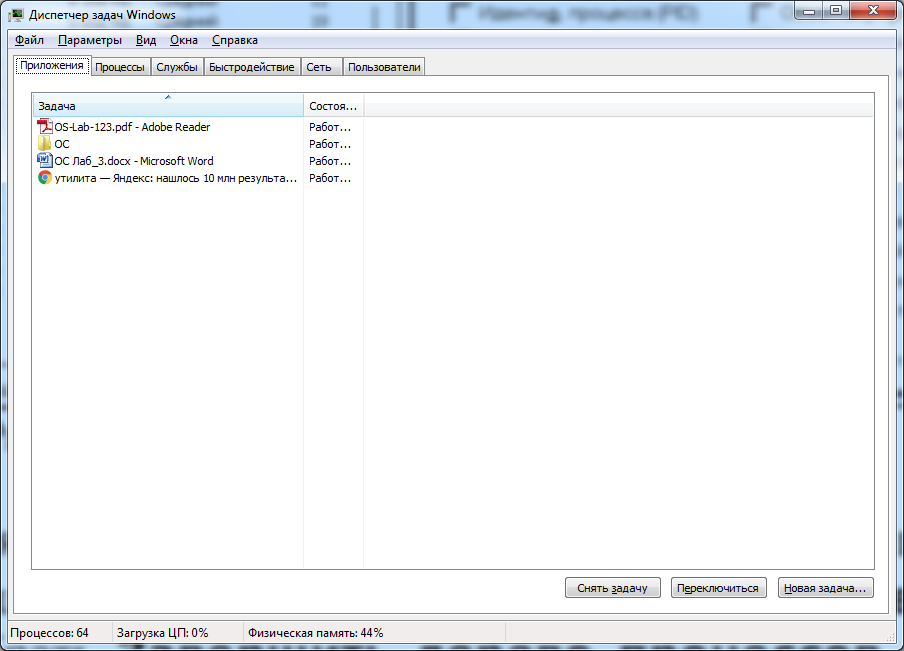 Диспетчер задач Windows
Файл Параметры Вид Окна Справка
Приложения Процессы Службы Быстродействие Сеть Пользователи
Задача Состоя...
OS-Lab-123.pdf - Adobe Reader Работ...
ОС Работ...
ОС Лаб_3.docx - Microsoft Word Работ...
утилита — Яндекс: нашлось 10 млн результа... Работ...
Снять задачу Переключиться Новая задача...
Процессов: 64 Загрузка ЦП: 0% Физическая память: 44%